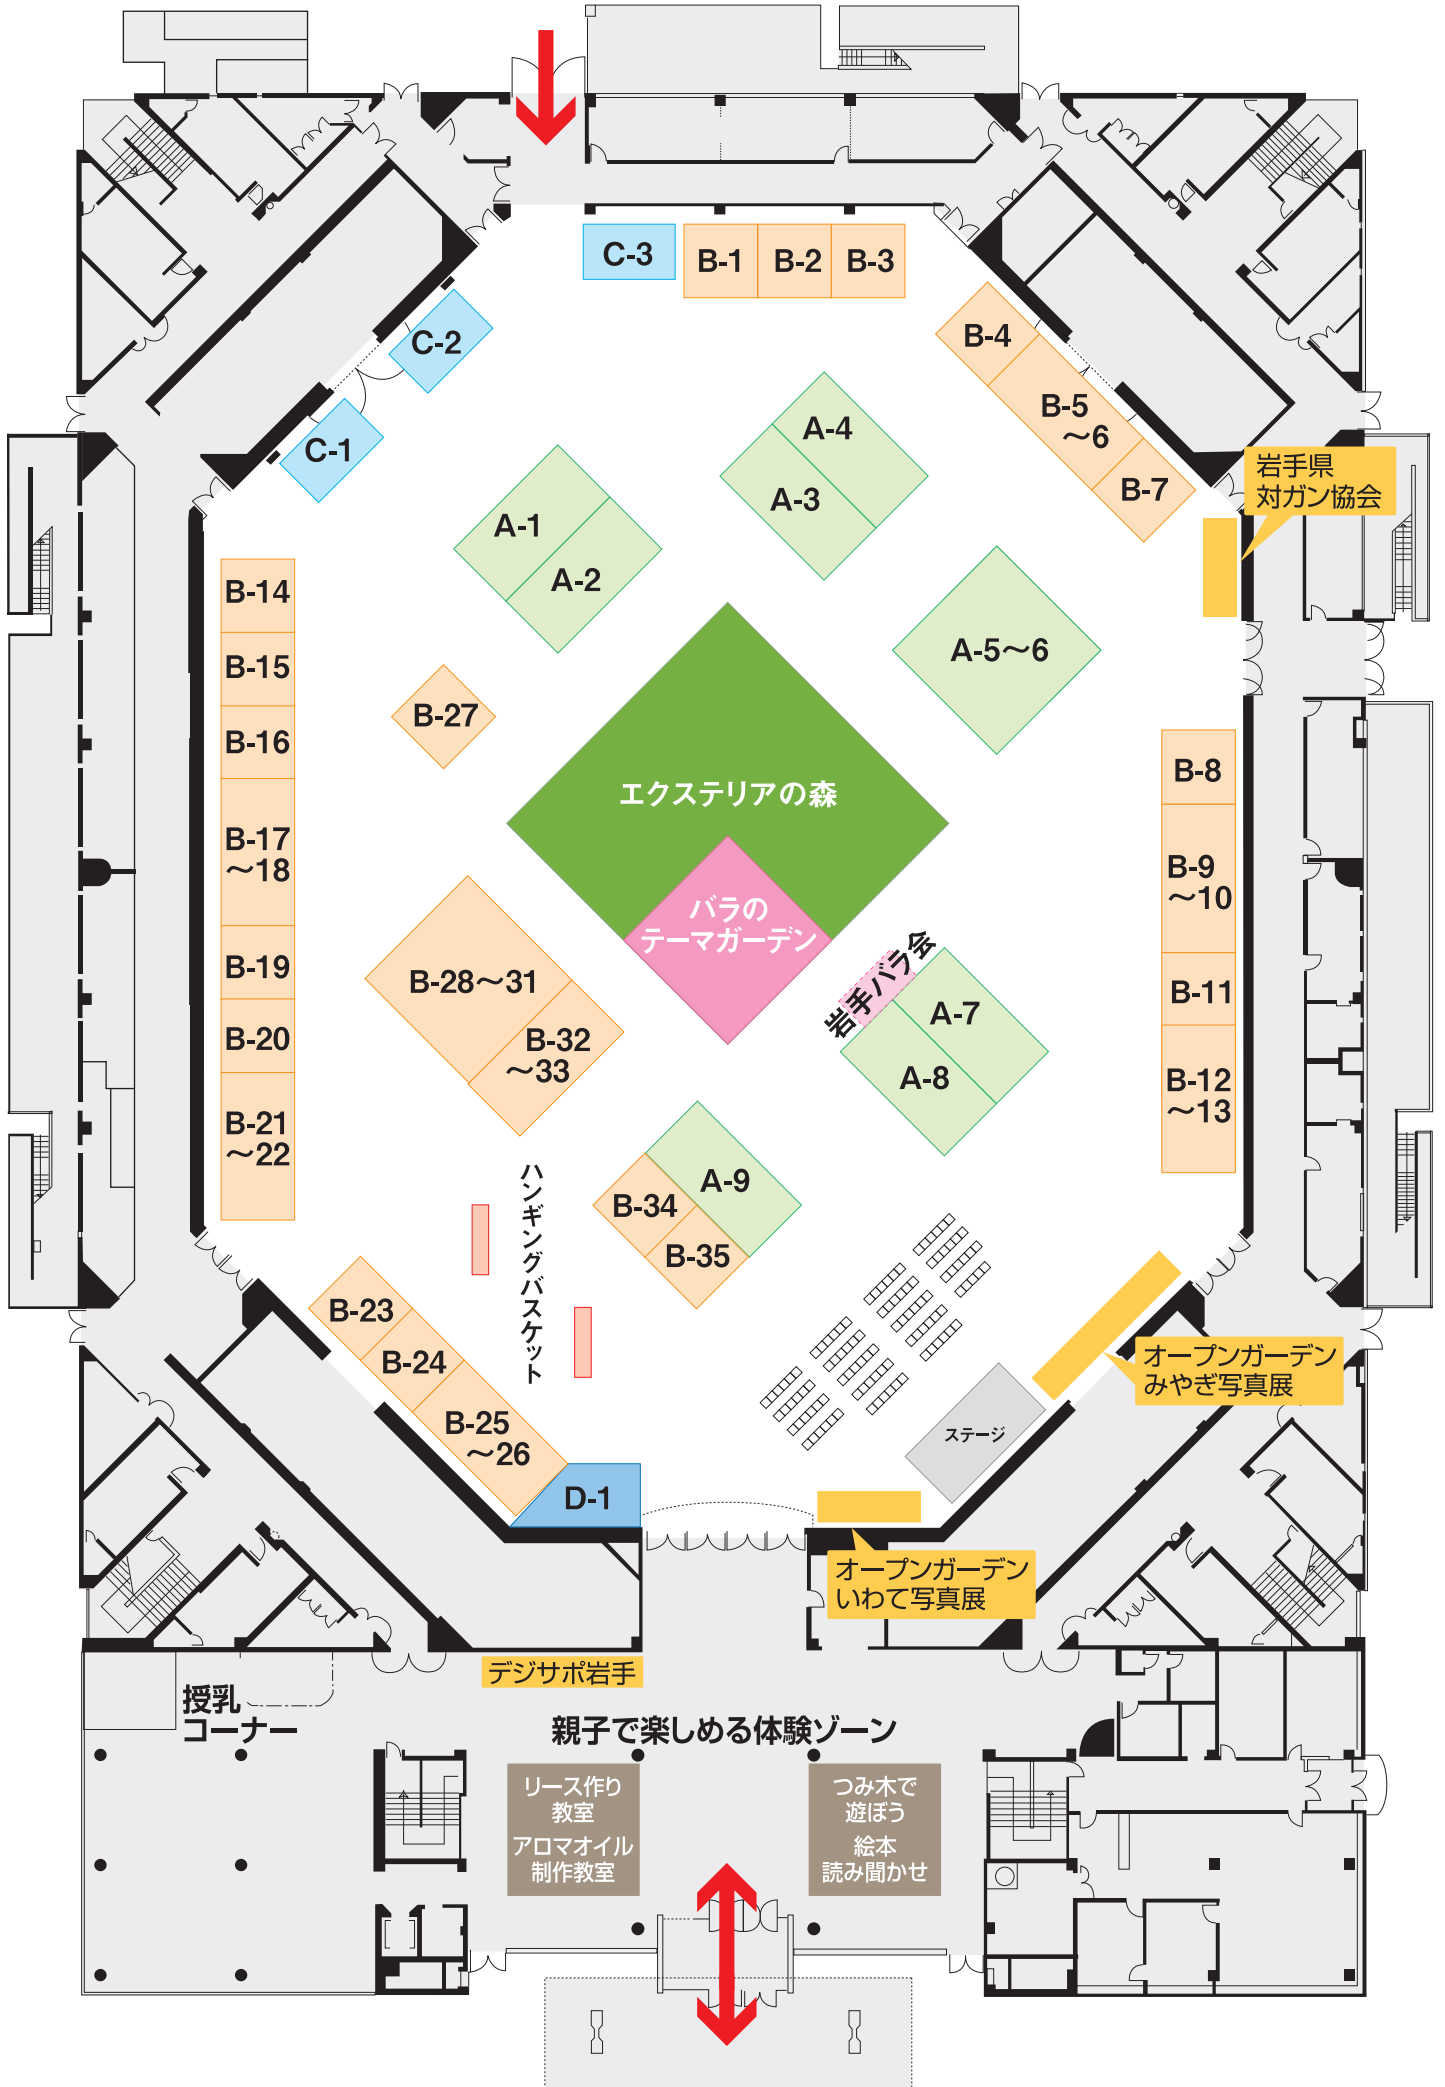 C-3
B-1
B-2
B-3
C-2
B-4
C-1
B-5
～6
B-7
A-4
A-3
A-1
A-2
岩手県
対ガン協会
B-14
B-15
B-16
B-17
～18
B-19
B-20
B-21
～22
B-27
A-5～6
エクステリアの森
バラの
テーマガーデン
B-8
B-9
～10
B-11
B-12
～13
B-28～31
B-32
～33
岩手バラ会
A-7
A-8
A-9
B-34
B-35
ハンギングバスケット
B-23
B-24
B-25
～26
D-1
ステージ
オープンガーデン
みやぎ写真展
オープンガーデン
いわて写真展
デジサポ岩手
授乳
コーナー
親子で楽しめる体験ゾーン
リース作り
教室
アロマオイル
制作教室
つみ木で
遊ぼう
絵本
読み聞かせ